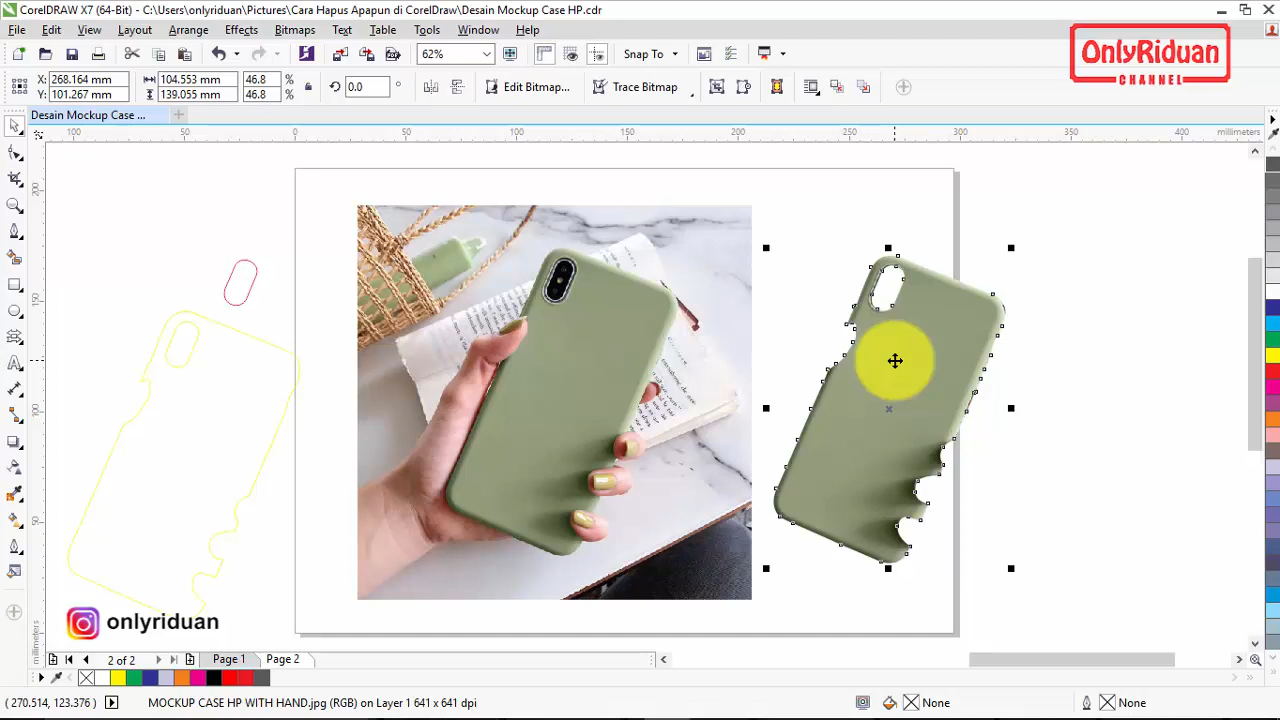 CorelDRAW X7 (64-Bit) - C:\Users\onlyriduan\Pictures\Cara Hapus Apapun di CorelDraw\Desain Mockup Case HP.cdr
File Edit View Layout Arrange Effects Bitmaps Text Table Tools Window Help
62% Snap To
OnlyRiduan
CHANNEL
X: 268.164 mm 104.553 mm 46.8 %
Y: 101.267 mm 139.055 mm 46.8 %
0.0 ° Edit Bitmap... Trace Bitmap
Desain Mockup Case ...
100 50 0 50 100 150 200 250 300 350 400 millimeters
200
150
100
50
millimeters
onlyriduan
2 of 2 Page 1 Page 2
( 270.514, 123.376 ) MOCKUP CASE HP WITH HAND.jpg (RGB) on Layer 1 641 x 641 dpi None None